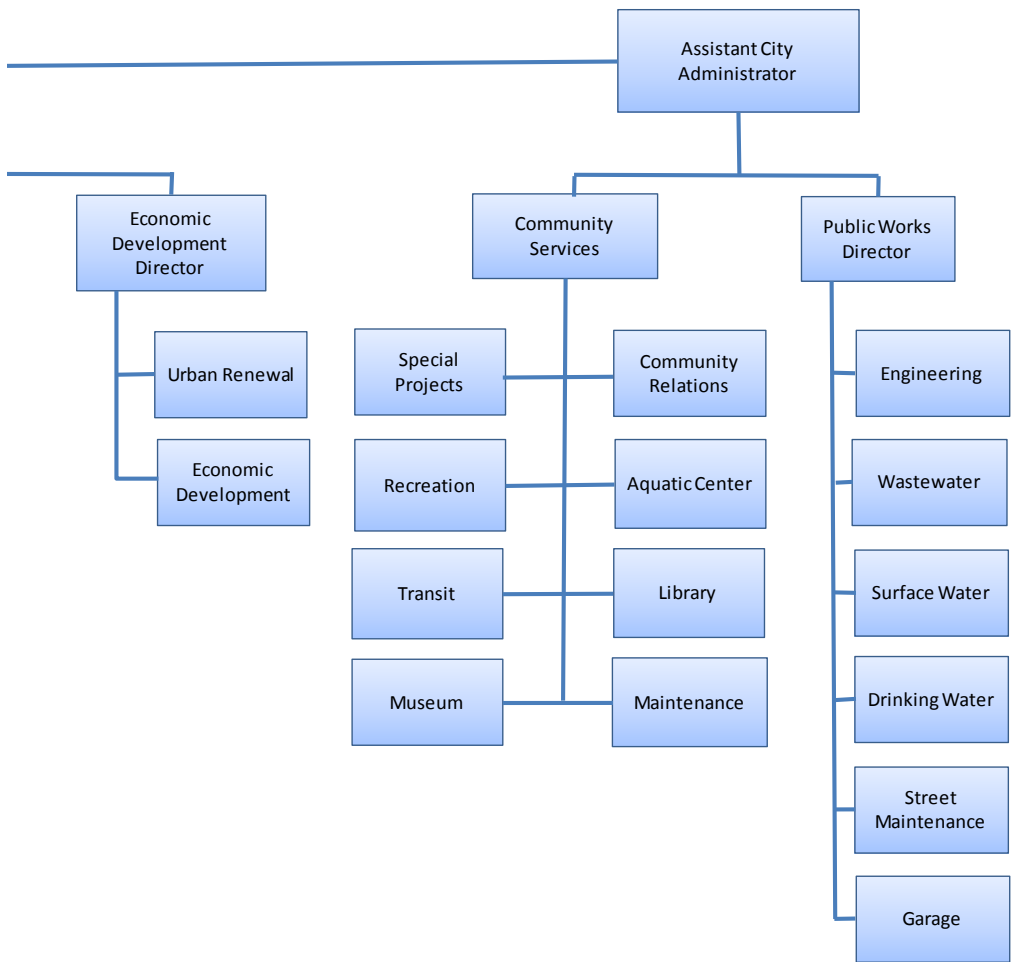 Assistant City
Administrator
Economic
Development
Director
Community
Services
Public Works
Director
Urban Renewal
Economic
Development
Special
Projects
Community
Relations
Recreation
Aquatic Center
Transit
Library
Museum
Maintenance
Engineering
Wastewater
Surface Water
Drinking Water
Street
Maintenance
Garage